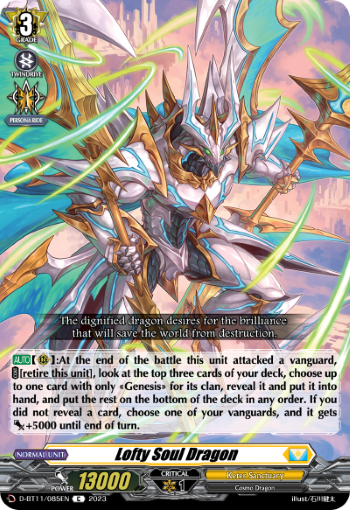 3
GRADE
TWINDRIVE
PERSONA RIDE
The dignified dragon desires for the brilliance
that will save the world from destruction.
AUTO【 】:At the end of the battle this unit attacked a vanguard,
[retire this unit], look at the top three cards of your deck, choose up
to one card with only «Genesis» for its clan, reveal it and put it into
hand, and put the rest on the bottom of the deck in any order. If you
did not reveal a card, choose one of your vanguards, and it gets
+5000 until end of turn.
NORMAL UNIT
Lofty Soul Dragon
POWER 13000
CRITICAL
1
Keter Sanctuary
Cosmo Dragon
D-BT11/085EN C 2023
illust/石川健太